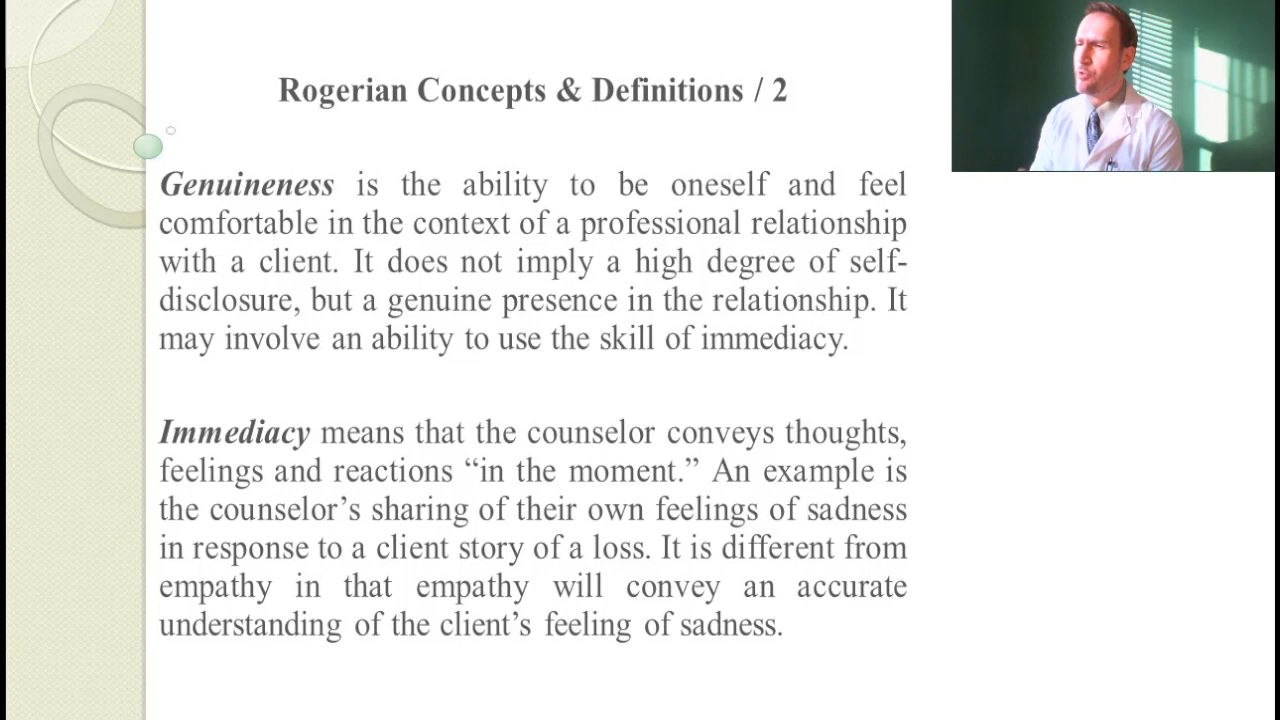 Rogerian Concepts & Definitions / 2
Genuineness is the ability to be oneself and feel
comfortable in the context of a professional relationship
with a client. It does not imply a high degree of self-
disclosure, but a genuine presence in the relationship. It
may involve an ability to use the skill of immediacy.
Immediacy means that the counselor conveys thoughts,
feelings and reactions “in the moment.” An example is
the counselor’s sharing of their own feelings of sadness
in response to a client story of a loss. It is different from
empathy in that empathy will convey an accurate
understanding of the client’s feeling of sadness.